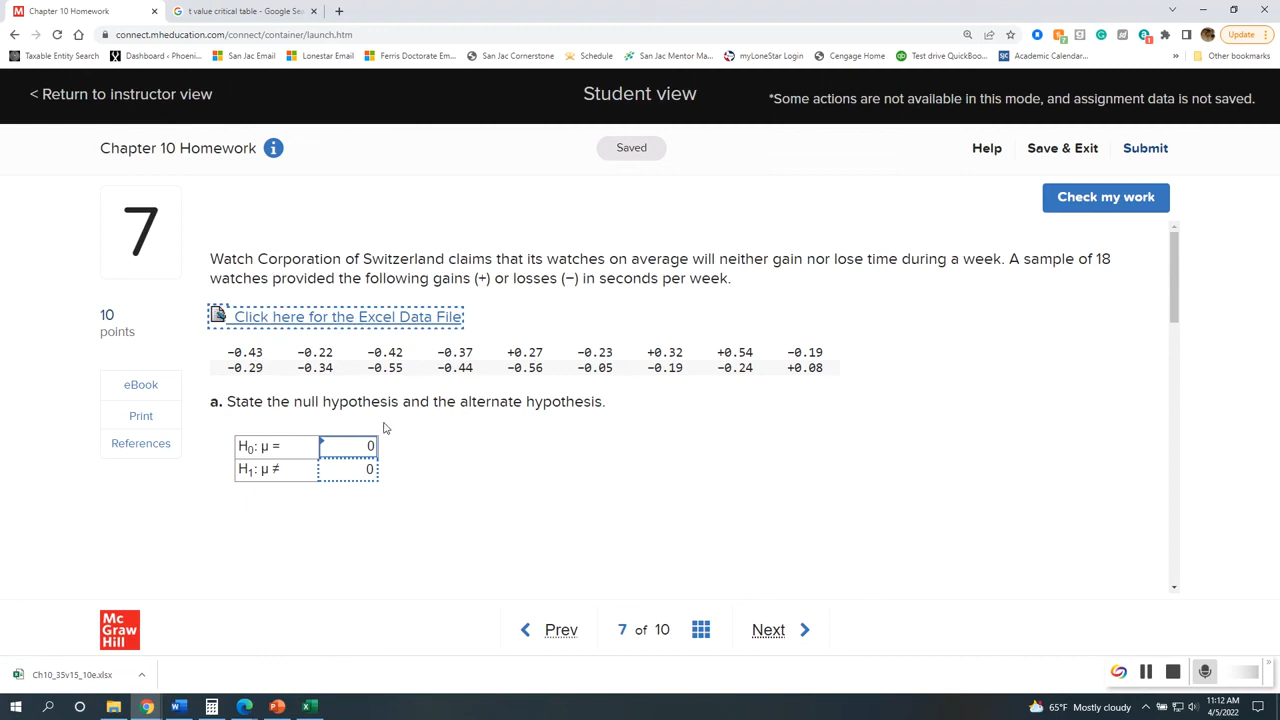 Chapter 10 Homework
t value critical table - Google Sea
connect.mheducation.com/connect/container/launch.htm
Update
Taxable Entity Search
Dashboard ‹ Phoeni...
San Jac Email
Lonestar Email
Ferris Doctorate Em...
San Jac Cornerstone
Schedule
San Jac Mentor Ma...
myLoneStar Login
Cengage Home
Test drive QuickBoo...
Academic Calendar...
»
Other bookmarks
< Return to instructor view
Student view
*Some actions are not available in this mode, and assignment data is not saved.
Chapter 10 Homework
Saved
Help
Save & Exit
Submit
7
Check my work
Watch Corporation of Switzerland claims that its watches on average will neither gain nor lose time during a week. A sample of 18
watches provided the following gains (+) or losses (−) in seconds per week.
10
points
Click here for the Excel Data File
−0.43 −0.22 −0.42 −0.37 +0.27 −0.23 +0.32 +0.54 −0.19
−0.29 −0.34 −0.55 −0.44 −0.56 −0.05 −0.19 −0.24 +0.08
eBook
Print
References
a. State the null hypothesis and the alternate hypothesis.
H0: μ = 0
H1: μ ≠ 0
Mc
Graw
Hill
Prev
7 of 10
Next
Ch10_35v15_10e.xlsx
65°F Mostly cloudy
11:12 AM
4/5/2022